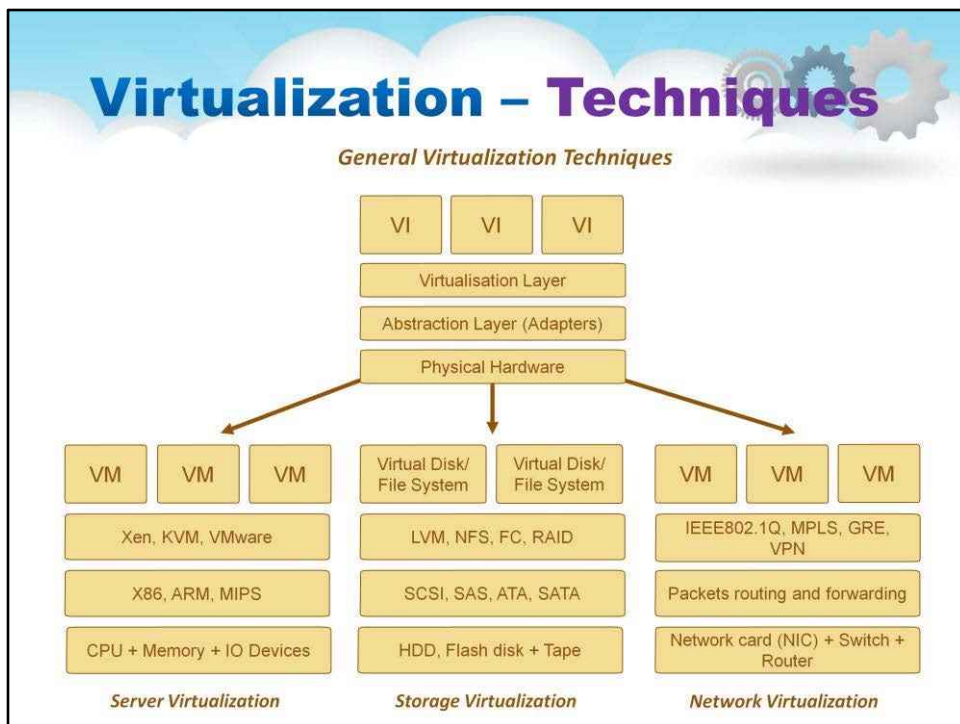 Virtualization – Techniques
General Virtualization Techniques
VI VI VI
Virtualisation Layer
Abstraction Layer (Adapters)
Physical Hardware
VM VM VM
Xen, KVM, VMware
X86, ARM, MIPS
CPU + Memory + IO Devices
Server Virtualization
Virtual Disk/
File System
Virtual Disk/
File System
LVM, NFS, FC, RAID
SCSI, SAS, ATA, SATA
HDD, Flash disk + Tape
Storage Virtualization
VM VM VM
IEEE802.1Q, MPLS, GRE,
VPN
Packets routing and forwarding
Network card (NIC) + Switch +
Router
Network Virtualization